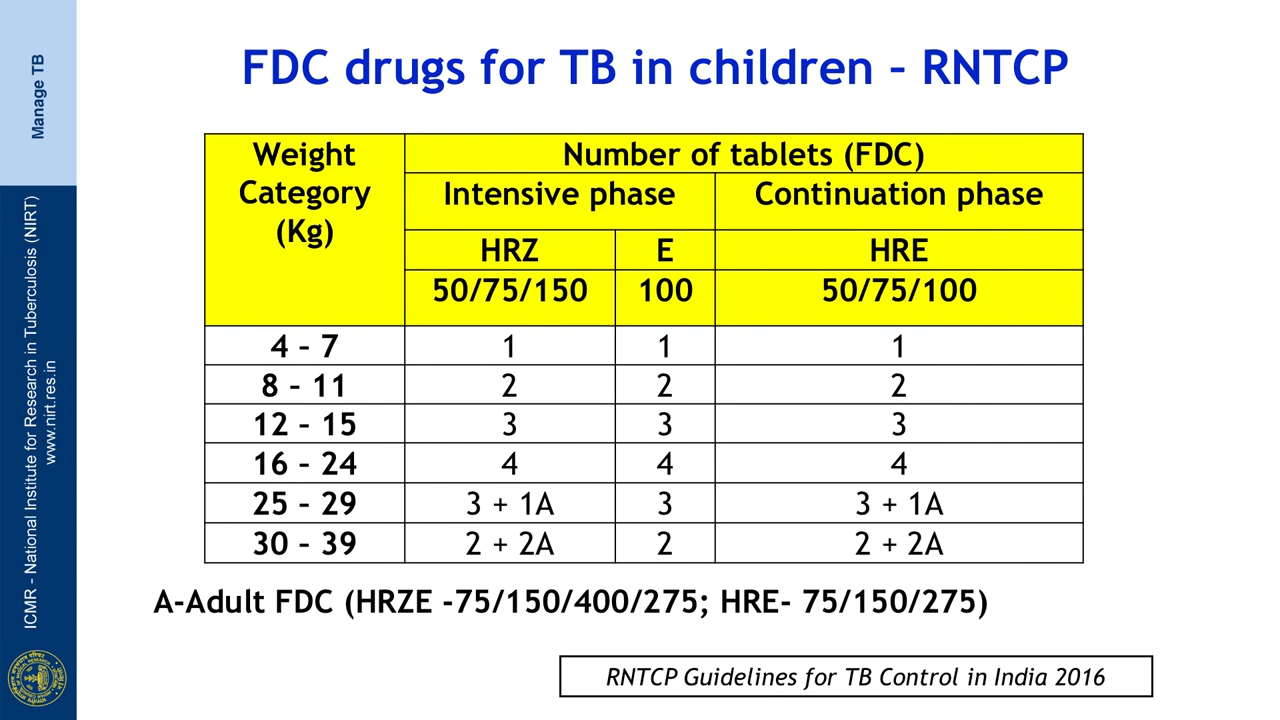 FDC drugs for TB in children – RNTCP
Manage TB
ICMR - National Institute for Research in Tuberculosis (NIRT)
www.nirt.res.in
Weight Category (Kg)
Number of tablets (FDC)
Intensive phase Continuation phase
HRZ E HRE
50/75/150 100 50/75/100
4 – 7 1 1 1
8 – 11 2 2 2
12 – 15 3 3 3
16 – 24 4 4 4
25 – 29 3 + 1A 3 3 + 1A
30 – 39 2 + 2A 2 2 + 2A
A-Adult FDC (HRZE -75/150/400/275; HRE- 75/150/275)
RNTCP Guidelines for TB Control in India 2016